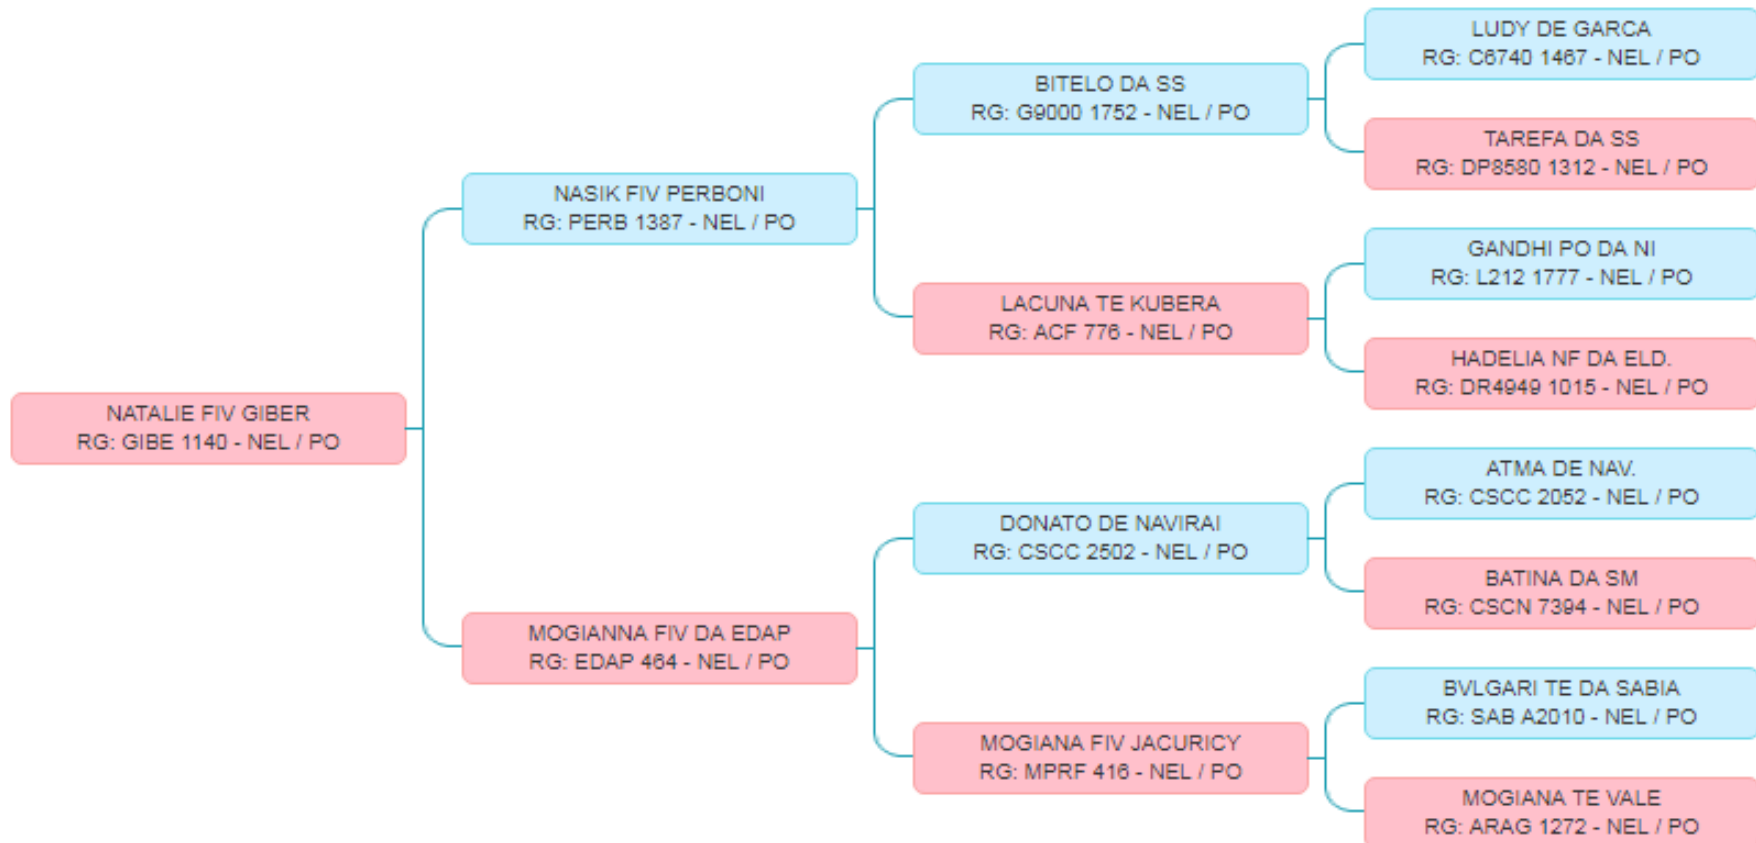 LUDY DE GARCA
RG: C6740 1467 - NEL / PO
BITELO DA SS
RG: G9000 1752 - NEL / PO
TAREFA DA SS
RG: DP8580 1312 - NEL / PO
NASIK FIV PERBONI
RG: PERB 1387 - NEL / PO
GANDHI PO DA NI
RG: L212 1777 - NEL / PO
LACUNA TE KUBERA
RG: ACF 776 - NEL / PO
HADELIA NF DA ELD.
RG: DR4949 1015 - NEL / PO
NATALIE FIV GIBER
RG: GIBE 1140 - NEL / PO
ATMA DE NAV.
RG: CSCC 2052 - NEL / PO
DONATO DE NAVIRAI
RG: CSCC 2502 - NEL / PO
BATINA DA SM
RG: CSCN 7394 - NEL / PO
MOGIANNA FIV DA EDAP
RG: EDAP 464 - NEL / PO
BVLGARI TE DA SABIA
RG: SAB A2010 - NEL / PO
MOGIANA FIV JACURICY
RG: MPRF 416 - NEL / PO
MOGIANA TE VALE
RG: ARAG 1272 - NEL / PO